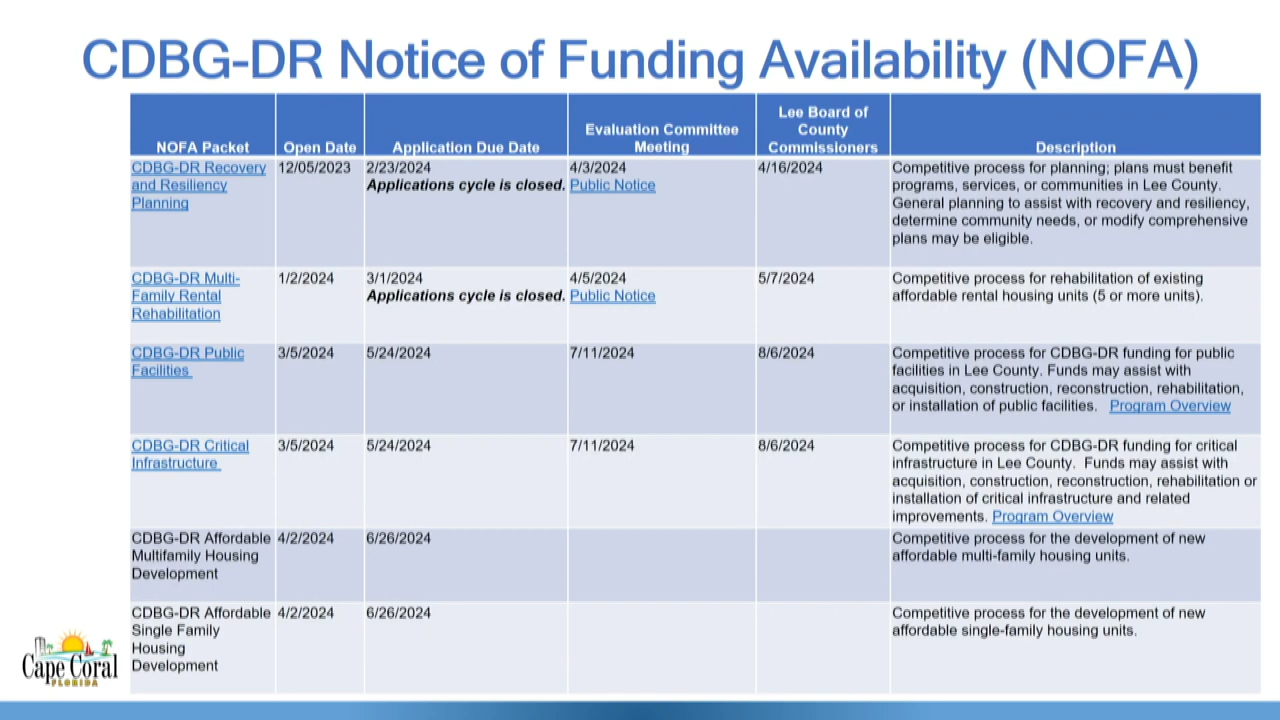 CDBG-DR Notice of Funding Availability (NOFA)
NOFA Packet
Open Date
Application Due Date
Evaluation Committee
Meeting
Lee Board of
County
Commissioners
Description
CDBG-DR Recovery
and Resiliency
Planning
12/05/2023
2/23/2024
Applications cycle is closed.
4/3/2024
Public Notice
4/16/2024
Competitive process for planning; plans must benefit
programs, services, or communities in Lee County.
General planning to assist with recovery and resiliency,
determine community needs, or modify comprehensive
plans may be eligible.
CDBG-DR Multi-
Family Rental
Rehabilitation
1/2/2024
3/1/2024
Applications cycle is closed.
4/5/2024
Public Notice
5/7/2024
Competitive process for rehabilitation of existing
affordable rental housing units (5 or more units).
CDBG-DR Public
Facilities
3/5/2024
5/24/2024
7/11/2024
8/6/2024
Competitive process for CDBG-DR funding for public
facilities in Lee County. Funds may assist with
acquisition, construction, reconstruction, rehabilitation,
or installation of public facilities. Program Overview
CDBG-DR Critical
Infrastructure
3/5/2024
5/24/2024
7/11/2024
8/6/2024
Competitive process for CDBG-DR funding for critical
infrastructure in Lee County. Funds may assist with
acquisition, construction, reconstruction, rehabilitation or
installation of critical infrastructure and related
improvements. Program Overview
CDBG-DR Affordable
Multifamily Housing
Development
4/2/2024
6/26/2024
Competitive process for the development of new
affordable multi-family housing units.
CDBG-DR Affordable
Single Family
Housing
Development
4/2/2024
6/26/2024
Competitive process for the development of new
affordable single-family housing units.
Cape Coral
FLORIDA